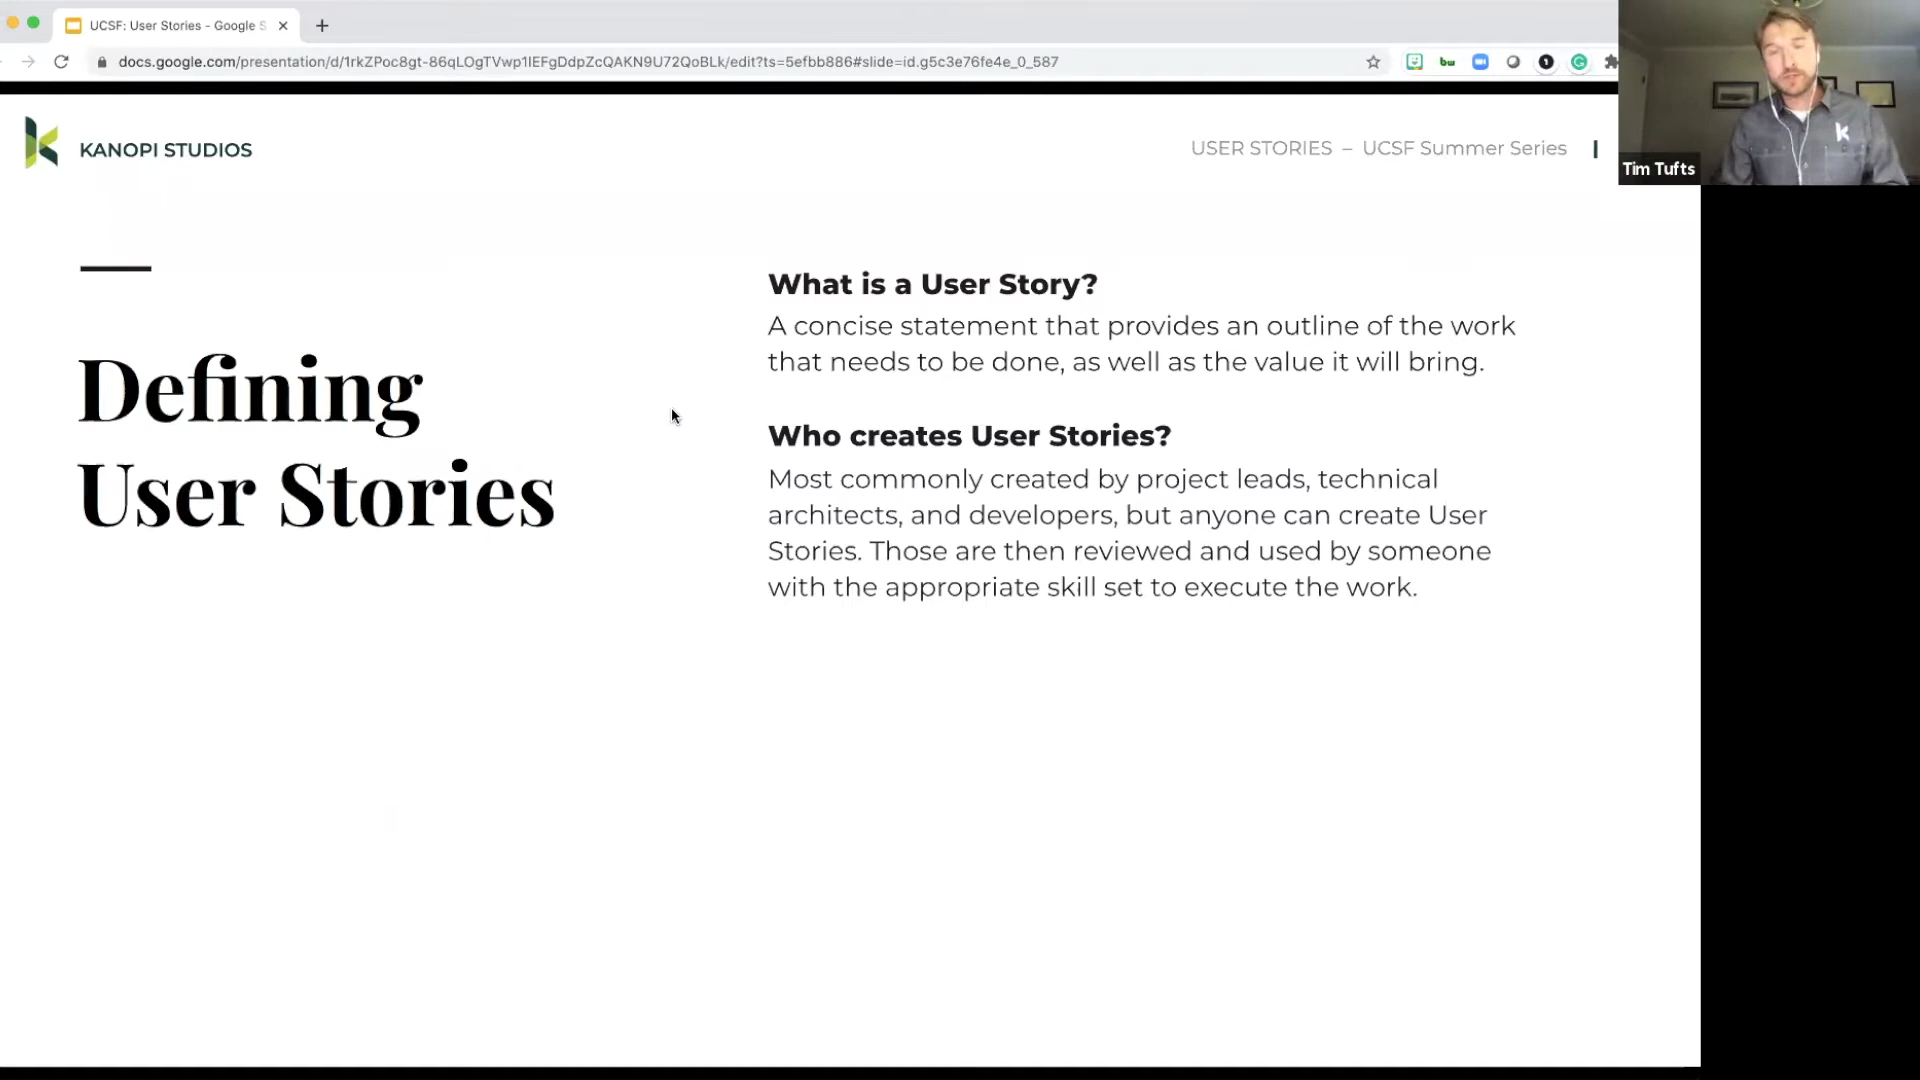 UCSF: User Stories - Google S
docs.google.com/presentation/d/1rkZPoc8gt-86qLOgTVwp1IEFgDdpZcQAKN9U72QoBLk/edit?ts=5efbb886#slide=id.g5c3e76fe4e_0_587
bw
KANOPI STUDIOS
USER STORIES – UCSF Summer Series
Tim Tufts
Defining
User Stories
What is a User Story?
A concise statement that provides an outline of the work
that needs to be done, as well as the value it will bring.
Who creates User Stories?
Most commonly created by project leads, technical
architects, and developers, but anyone can create User
Stories. Those are then reviewed and used by someone
with the appropriate skill set to execute the work.